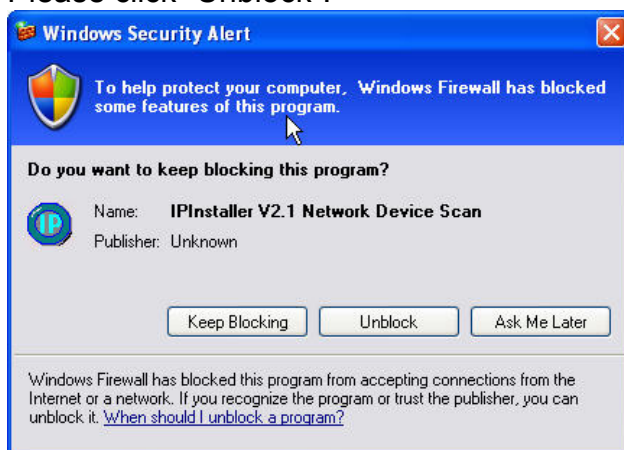 Please click "Unblock".
Windows Security Alert
To help protect your computer, Windows Firewall has blocked
some features of this program.
Do you want to keep blocking this program?
IP
Name: IPInstaller V2.1 Network Device Scan
Publisher: Unknown
Keep Blocking Unblock Ask Me Later
Windows Firewall has blocked this program from accepting connections from the
Internet or a network. If you recognize the program or trust the publisher, you can
unblock it. When should I unblock a program?